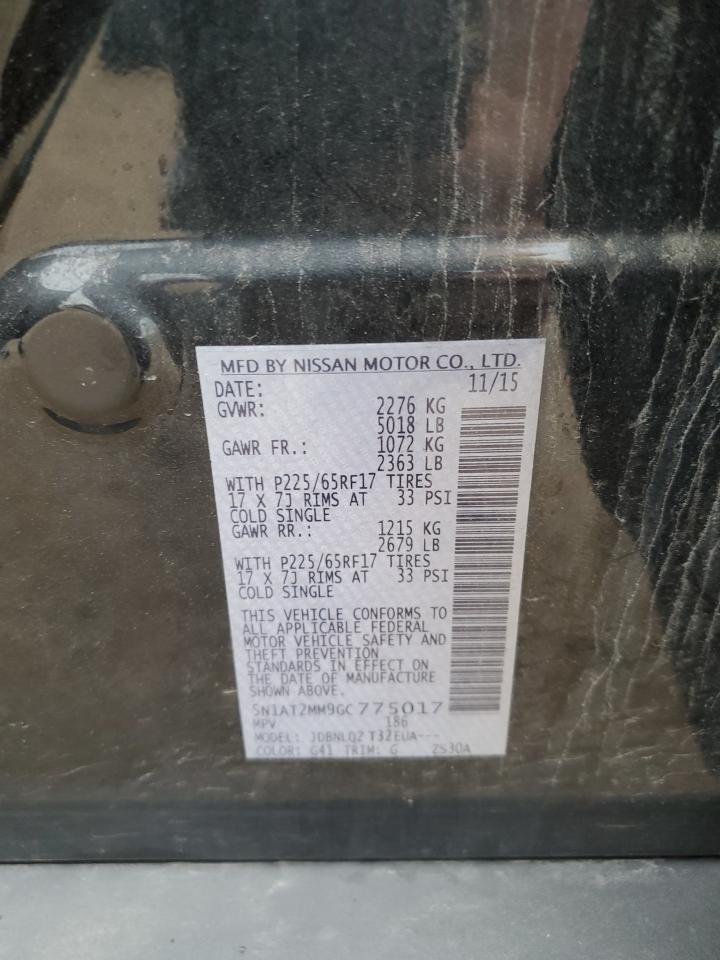 MFD BY NISSAN MOTOR CO., LTD.
DATE: 11/15
GVWR: 2276 KG
5018 LB
GAWR FR.: 1072 KG
2363 LB
WITH P225/65RF17 TIRES
17 X 7J RIMS AT 33 PSI
COLD SINGLE
GAWR RR.: 1215 KG
2679 LB
WITH P225/65RF17 TIRES
17 X 7J RIMS AT 33 PSI
COLD SINGLE
THIS VEHICLE CONFORMS TO
ALL APPLICABLE FEDERAL
MOTOR VEHICLE SAFETY AND
THEFT PREVENTION
STANDARDS IN EFFECT ON
THE DATE OF MANUFACTURE
SHOWN ABOVE.
5N1AT2MM9GC775017
MPV 186
MODEL: JDBNLQZ T32EUA---
COLOR: G41 TRIM: G ZS30A